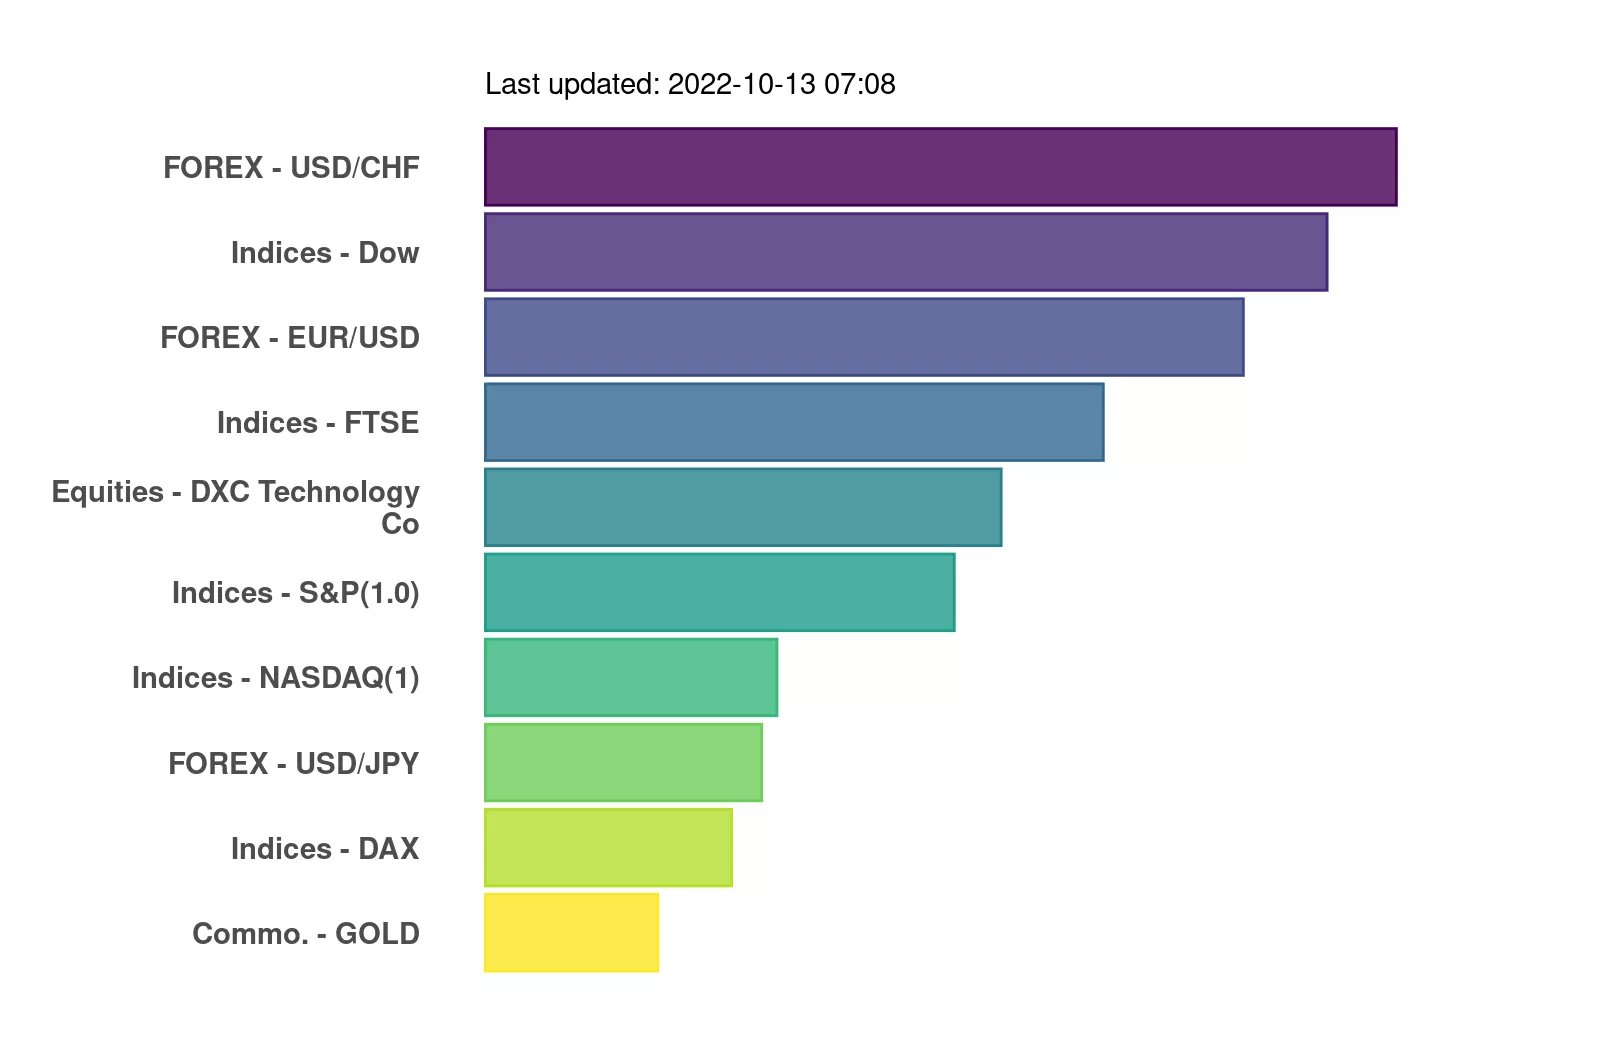 Last updated: 2022-10-13 07:08
FOREX - USD/CHF
Indices - Dow
FOREX - EUR/USD
Indices - FTSE
Equities - DXC Technology
Co
Indices - S&P(1.0)
Indices - NASDAQ(1)
FOREX - USD/JPY
Indices - DAX
Commo. - GOLD